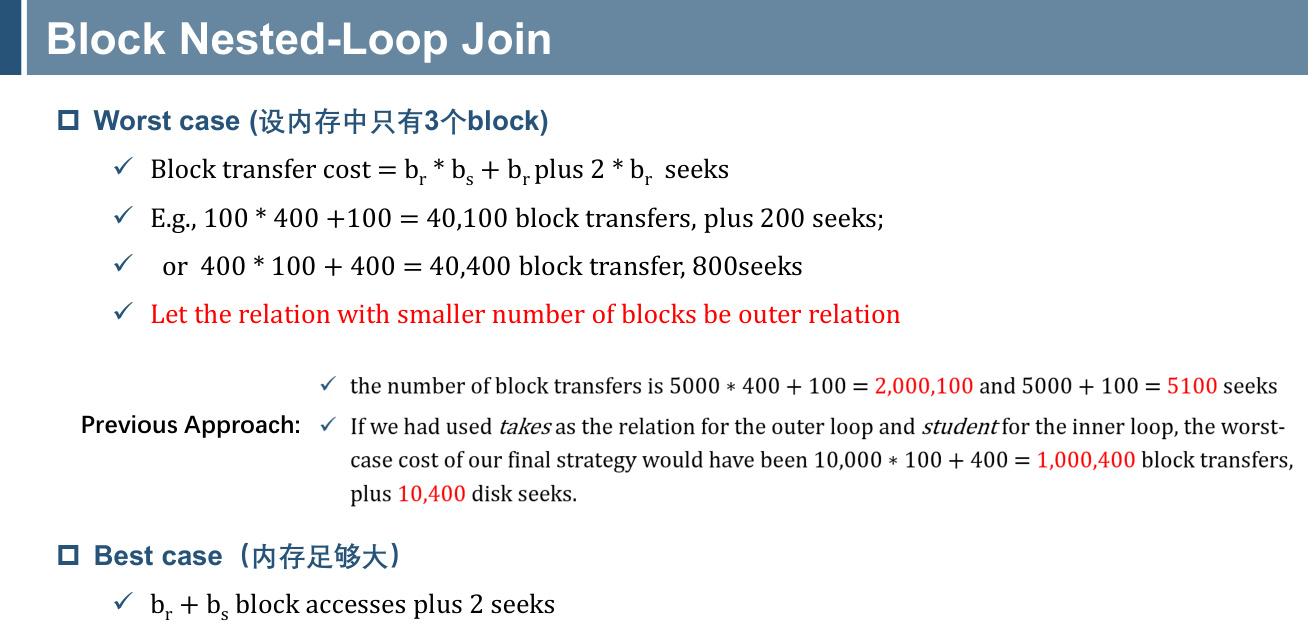 Block Nested-Loop Join
Worst case (设内存中只有3个block)
Block transfer cost = bᵣ * bₛ + bᵣ plus 2 * bᵣ seeks
E.g., 100 * 400 +100 = 40,100 block transfers, plus 200 seeks;
or 400 * 100 + 400 = 40,400 block transfer, 800seeks
Let the relation with smaller number of blocks be outer relation
the number of block transfers is 5000 ∗ 400 + 100 = 2,000,100 and 5000 + 100 = 5100 seeks
Previous Approach:
If we had used takes as the relation for the outer loop and student for the inner loop, the worst-
case cost of our final strategy would have been 10,000 ∗ 100 + 400 = 1,000,400 block transfers,
plus 10,400 disk seeks.
Best case（内存足够大）
bᵣ + bₛ block accesses plus 2 seeks